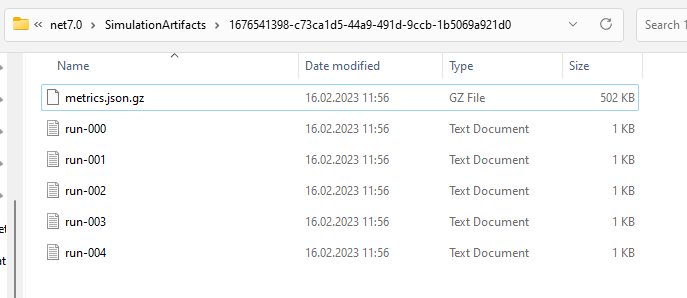 « net7.0 > SimulationArtifacts > 1676541398-c73ca1d5-44a9-491d-9ccb-1b5069a921d0 Search 1
Name Date modified Type Size
metrics.json.gz 16.02.2023 11:56 GZ File 502 KB
run-000 16.02.2023 11:56 Text Document 1 KB
run-001 16.02.2023 11:56 Text Document 1 KB
run-002 16.02.2023 11:56 Text Document 1 KB
run-003 16.02.2023 11:56 Text Document 1 KB
et
run-004 16.02.2023 11:56 Text Document 1 KB
nt